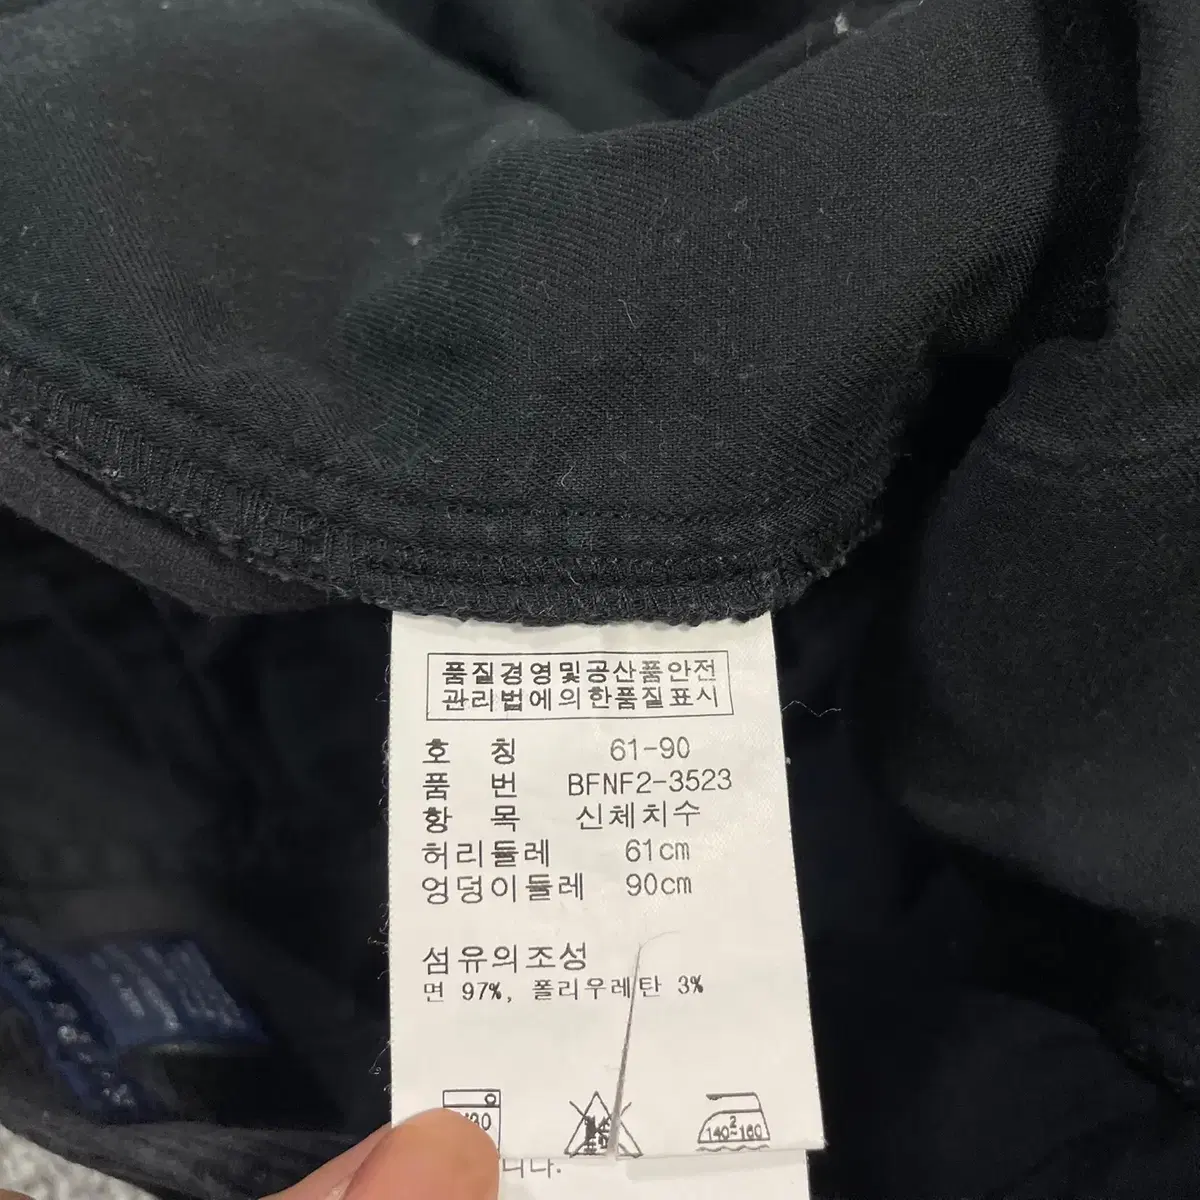 품질경영및공산품안전
관리법에의한품질표시
호 칭 61-90
품 번 BFNF2-3523
항 목 신체치수
허리둘레 61cm
엉덩이둘레 90cm
섬유의조성
면 97%, 폴리우레탄 3%
2
140~160
니다.